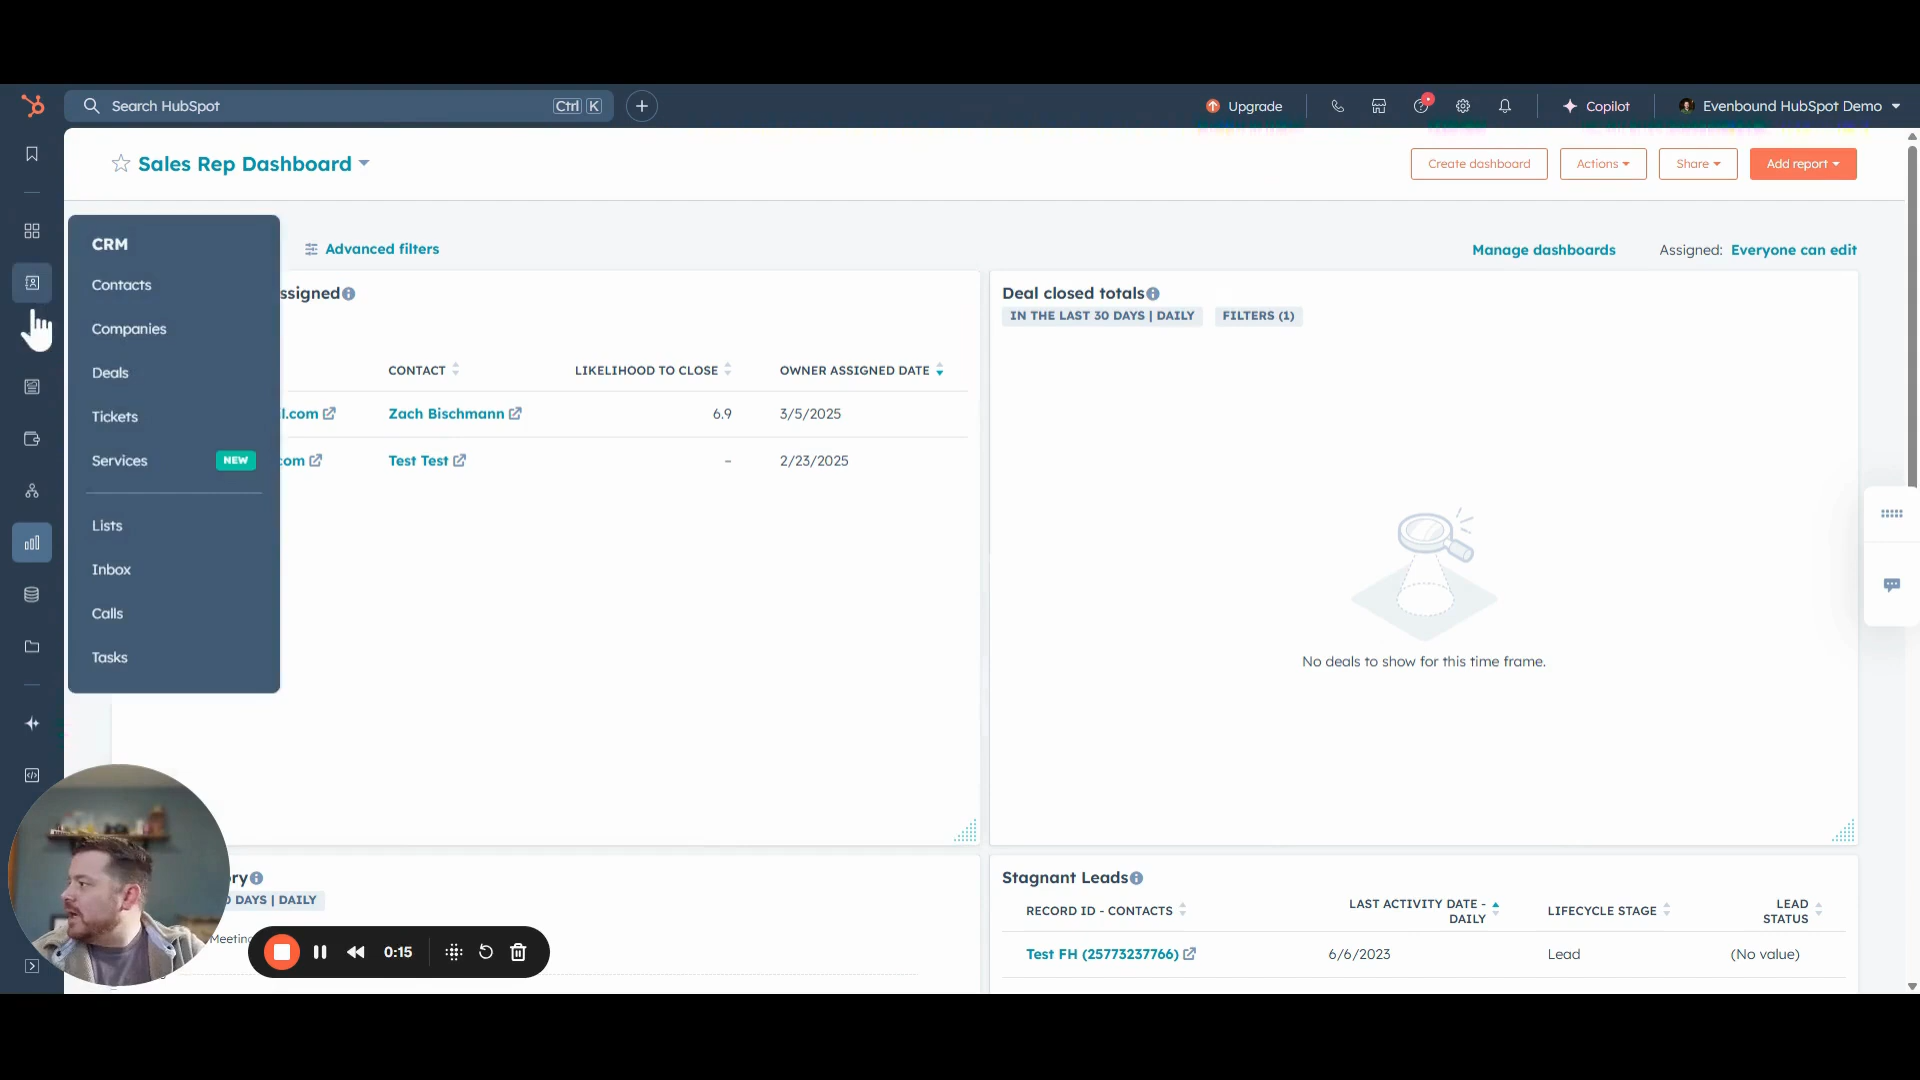 Search HubSpot
Ctrl K
Upgrade
Copilot
Evenbound HubSpot Demo
Sales Rep Dashboard
Create dashboard
Actions
Share
Add report
CRM
Contacts
Companies
Deals
Tickets
Services NEW
Lists
Inbox
Calls
Tasks
Advanced filters
Manage dashboards
Assigned: Everyone can edit
ssigned
CONTACT
LIKELIHOOD TO CLOSE
OWNER ASSIGNED DATE
l.com
Zach Bischmann
6.9
3/5/2025
com
Test Test
–
2/23/2025
Deal closed totals
IN THE LAST 30 DAYS | DAILY
FILTERS (1)
No deals to show for this time frame.
ry
0 DAYS | DAILY
Meeting
0:15
Stagnant Leads
RECORD ID - CONTACTS
LAST ACTIVITY DATE -
DAILY
LIFECYCLE STAGE
LEAD
STATUS
Test FH (25773237766)
6/6/2023
Lead
(No value)